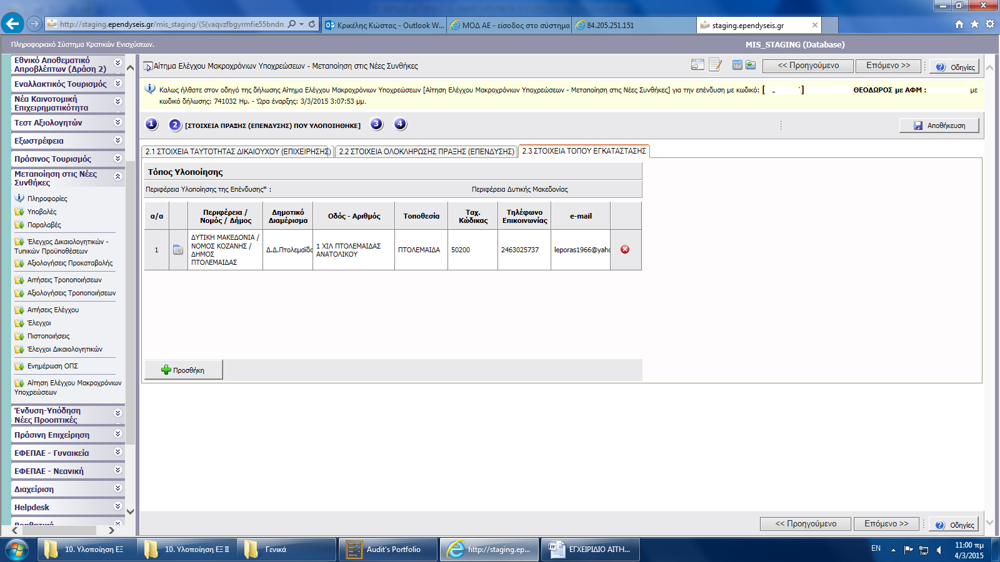 http://staging.ependyseis.gr/mis_staging/(S(vaqvzfbgyrmfie55bndn
Κρικέλης Κώστας - Outlook W...
ΜΟΔ ΑΕ - είσοδος στο σύστημα
84.205.251.151
staging.ependyseis.gr
Πληροφοριακό Σύστημα Κρατικών Ενισχύσεων.
MIS_STAGING (Database)
Εθνικό Αποθεματικό
Απροβλέπτων (Δράση 2)
Εναλλακτικός Τουρισμός
Νέα Καινοτομική
Επιχειρηματικότητα
Τεστ Αξιολογητών
Εξωστρέφεια
Πράσινος Τουρισμός
Μεταποίηση στις Νέες
Συνθήκες
Πληροφορίες
Υποβολές
Παραλαβές
Έλεγχος Δικαιολογητικών -
Τυπικών Προϋποθέσεων
Αξιολογήσεις Προκαταβολής
Αιτήσεις Τροποποιήσεων
Αξιολογήσεις Τροποποιήσεων
Αιτήσεις Ελέγχου
Έλεγχοι
Πιστοποιήσεις
Έλεγχοι Δικαιολογητικών
Ενημέρωση ΟΠΣ
Αίτηση Ελέγχου Μακροχρόνιων
Υποχρεώσεων
Ένδυση-Υπόδηση
Νέες Προοπτικές
Πράσινη Επιχείρηση
ΕΦΕΠΑΕ - Γυναικεία
ΕΦΕΠΑΕ - Νεανική
Διαχείριση
Helpdesk
Αίτημα Ελέγχου Μακροχρόνιων Υποχρεώσεων - Μεταποίηση στις Νέες Συνθήκες
<< Προηγούμενο
Επόμενο >>
Οδηγίες
Καλως ήλθατε στον οδηγό της δήλωσης Αίτημα Ελέγχου Μακροχρόνιων Υποχρεώσεων [Αίτηση Ελέγχου Μακροχρόνιων Υποχρεώσεων - Μεταποίηση στις Νέες Συνθήκες] για την επένδυση με κωδικό: [ ] ΘΕΟΔΩΡΟΣ με ΑΦΜ : με
κωδικό δήλωσης: 741032 Ημ. - Ώρα έναρξης: 3/3/2015 3:07:53 μμ.
1 2 [ΣΤΟΙΧΕΙΑ ΠΡΑΞΗΣ (ΕΠΕΝΔΥΣΗΣ) ΠΟΥ ΥΛΟΠΟΙΗΘΗΚΕ] 3 4
Αποθήκευση
2.1 ΣΤΟΙΧΕΙΑ ΤΑΥΤΟΤΗΤΑΣ ΔΙΚΑΙΟΥΧΟΥ (ΕΠΙΧΕΙΡΗΣΗΣ)
2.2 ΣΤΟΙΧΕΙΑ ΟΛΟΚΛΗΡΩΣΗΣ ΠΡΑΞΗΣ (ΕΠΕΝΔΥΣΗΣ)
2.3 ΣΤΟΙΧΕΙΑ ΤΟΠΟΥ ΕΓΚΑΤΑΣΤΑΣΗΣ
Τόπος Υλοποίησης
Περιφέρεια Υλοποίησης της Επένδυσης* :
Περιφέρεια Δυτικής Μακεδονίας
α/α
Περιφέρεια /
Νομός / Δήμος
Δημοτικό
Διαμέρισμα
Οδός - Αριθμός
Τοποθεσία
Ταχ.
Κώδικας
Τηλέφωνο
Επικοινωνίας
e-mail
1
ΔΥΤΙΚΗ ΜΑΚΕΔΟΝΙΑ /
ΝΟΜΟΣ ΚΟΖΑΝΗΣ /
ΔΗΜΟΣ
ΠΤΟΛΕΜΑΙΔΑΣ
Δ.Δ.Πτολεμαΐδο
1 ΧΙΛ ΠΤΟΛΕΜΑΙΔΑΣ
ΑΝΑΤΟΛΙΚΟΥ
ΠΤΟΛΕΜΑΙΔΑ
50200
2463025737
leporas1966@yaho
Προσθήκη
<< Προηγούμενο
Επόμενο >>
Οδηγίες
10. Υλοποίηση ΕΞ
10. Υλοποίηση ΕΞ ΙΙ
Γενικά
Audit's Portfolio
http://staging.ep...
ΕΓΧΕΙΡΙΔΙΟ ΑΙΤΗ...
EN
11:00 πμ
4/3/2015